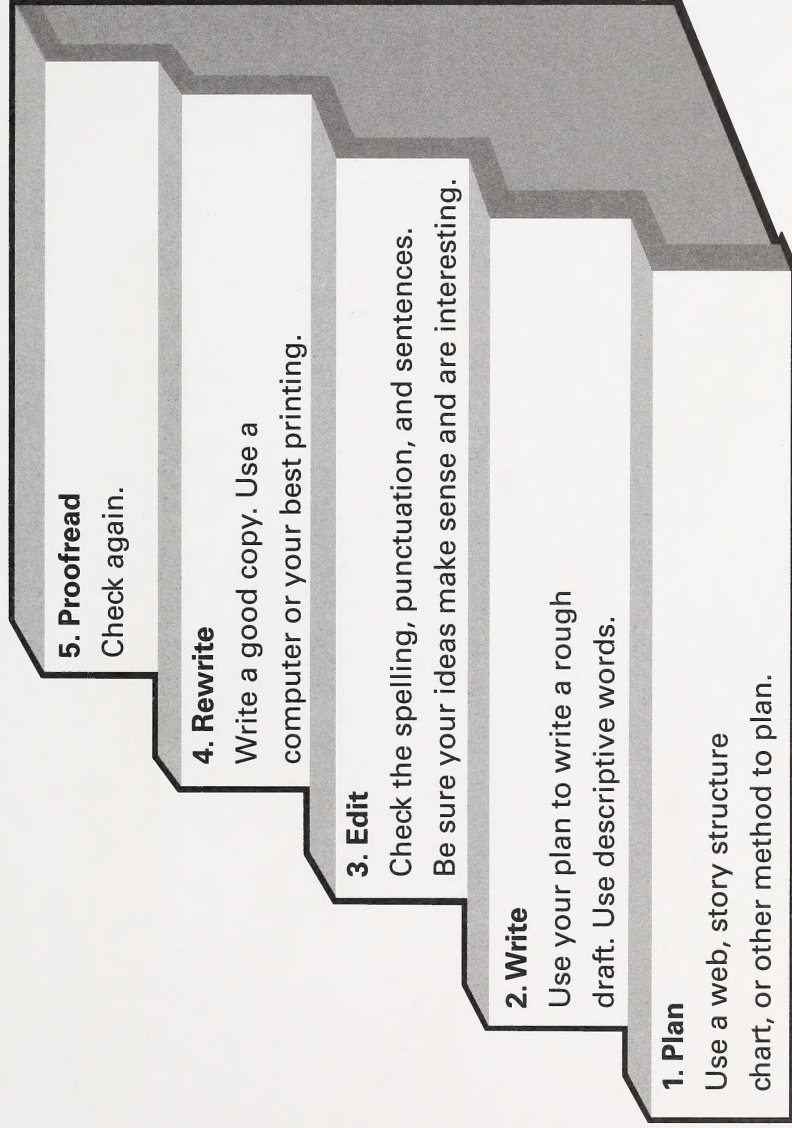 5. Proofread
Check again.
4. Rewrite
Write a good copy. Use a
computer or your best printing.
3. Edit
Check the spelling, punctuation, and sentences.
Be sure your ideas make sense and are interesting.
2. Write
Use your plan to write a rough
draft. Use descriptive words.
1. Plan
Use a web, story structure
chart, or other method to plan.